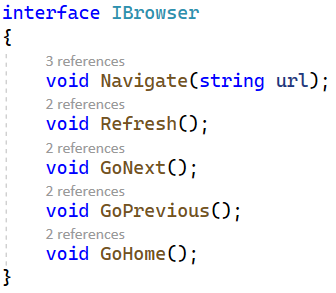 interface IBrowser
{
3 references
void Navigate(string url);
2 references
void Refresh();
2 references
void GoNext();
2 references
void GoPrevious();
2 references
void GoHome();
}